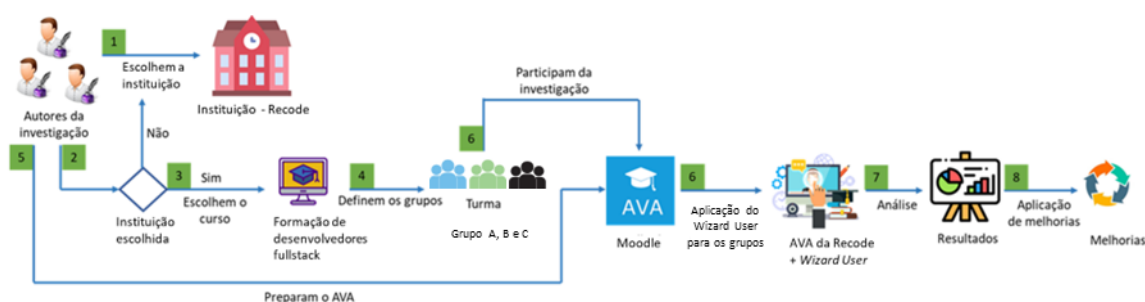 1
Escolhem a
instituição
Instituição - Recode
Autores da
investigação
Não
5
2
3
Sim
Escolhem o
curso
Instituição
escolhida
Formação de
desenvolvedores
fullstack
4
Definem os grupos
6
Turma
Grupo A, B e C
Participam da
investigação
AVA
Moodle
6
Aplicação do
Wizard User
para os grupos
AVA da Recode
+ Wizard User
7
Análise
Resultados
8
Aplicação
de melhorias
Melhorias
Preparam o AVA